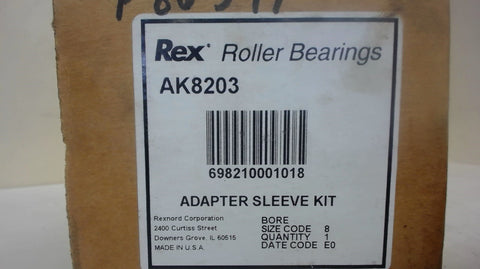 Rex Roller Bearings
AK8203
698210001018
ADAPTER SLEEVE KIT
Rexnord Corporation
2400 Curtiss Street
Downers Grove, IL 60515
MADE IN U.S.A.
BORE
SIZE CODE 8
QUANTITY 1
DATE CODE E0